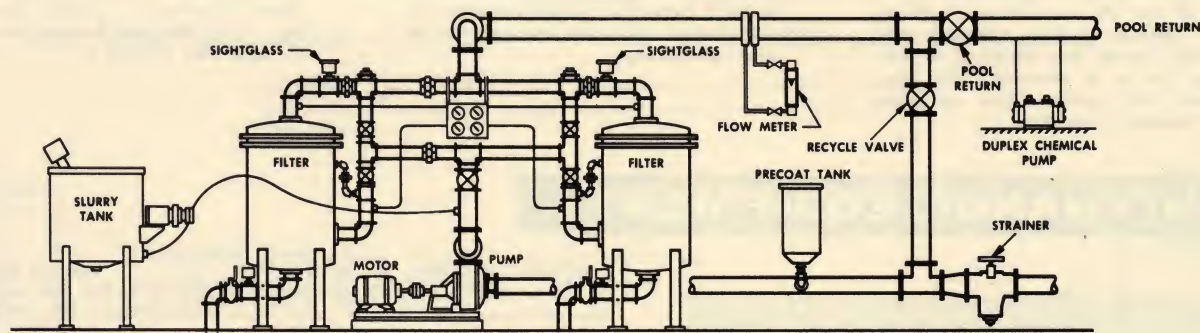 SIGHTGLASS
SIGHTGLASS
POOL RETURN
POOL
RETURN
FLOW METER
RECYCLE VALVE
DUPLEX CHEMICAL
PUMP
FILTER
FILTER
PRECOAT TANK
SLURRY
TANK
STRAINER
MOTOR
PUMP